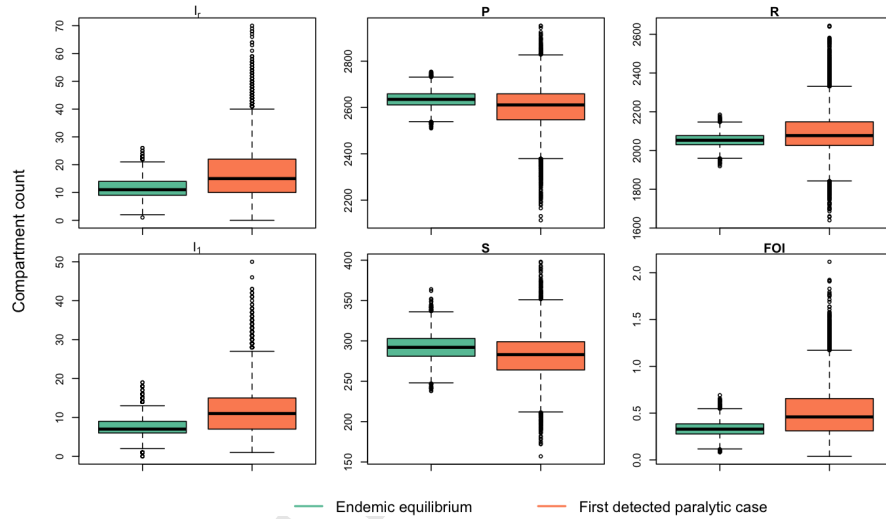 I_r P R
Compartment count
0 10 20 30 40 50 60 70
2200 2400 2600 2800
1600 1800 2000 2200 2400 2600
I_1 S FOI
0 10 20 30 40 50
150 200 250 300 350 400
0.0 0.5 1.0 1.5 2.0
Endemic equilibrium First detected paralytic case